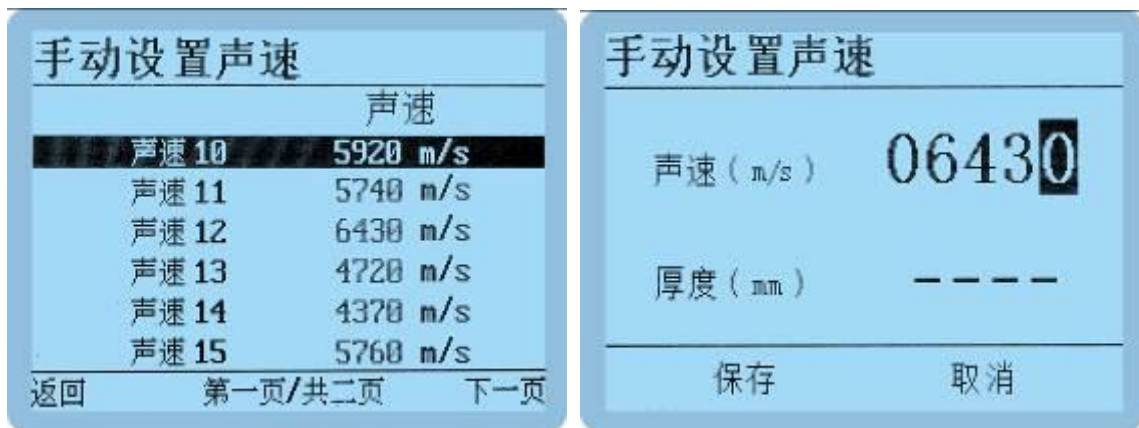 手动设置声速
声速
声速 10 5920 m/s
声速 11 5740 m/s
声速 12 6430 m/s
声速 13 4720 m/s
声速 14 4370 m/s
声速 15 5760 m/s
返回 第一页/共二页 下一页
手动设置声速
声速(m/s) 06430
厚度(mm) ----
保存 取消